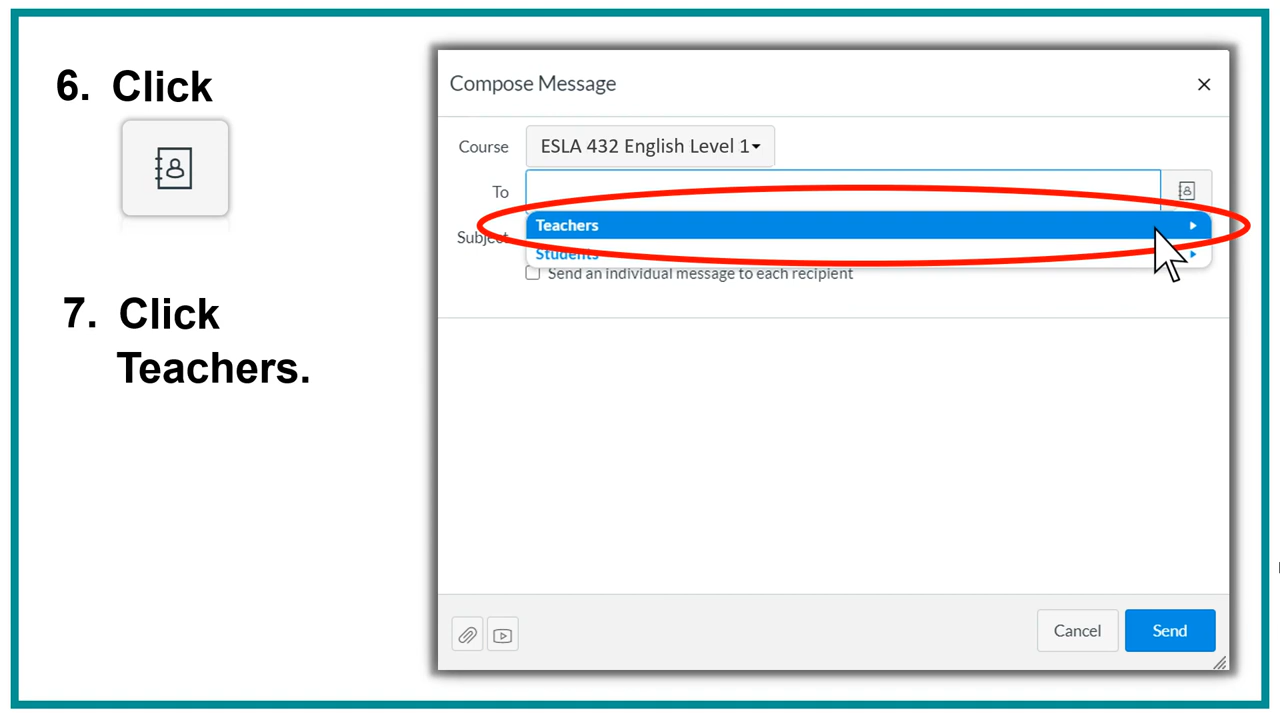 6. Click
7. Click
Teachers.
Compose Message
Course
ESLA 432 English Level 1
To
Teachers
Subject
Students
Send an individual message to each recipient
Cancel
Send